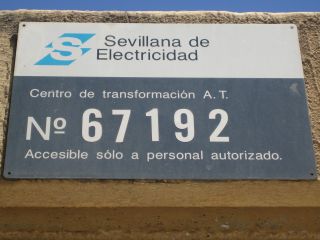 Sevillana de
Electricidad
Centro de transformación A. T.
Nº 67192
Accesible sólo a personal autorizado.